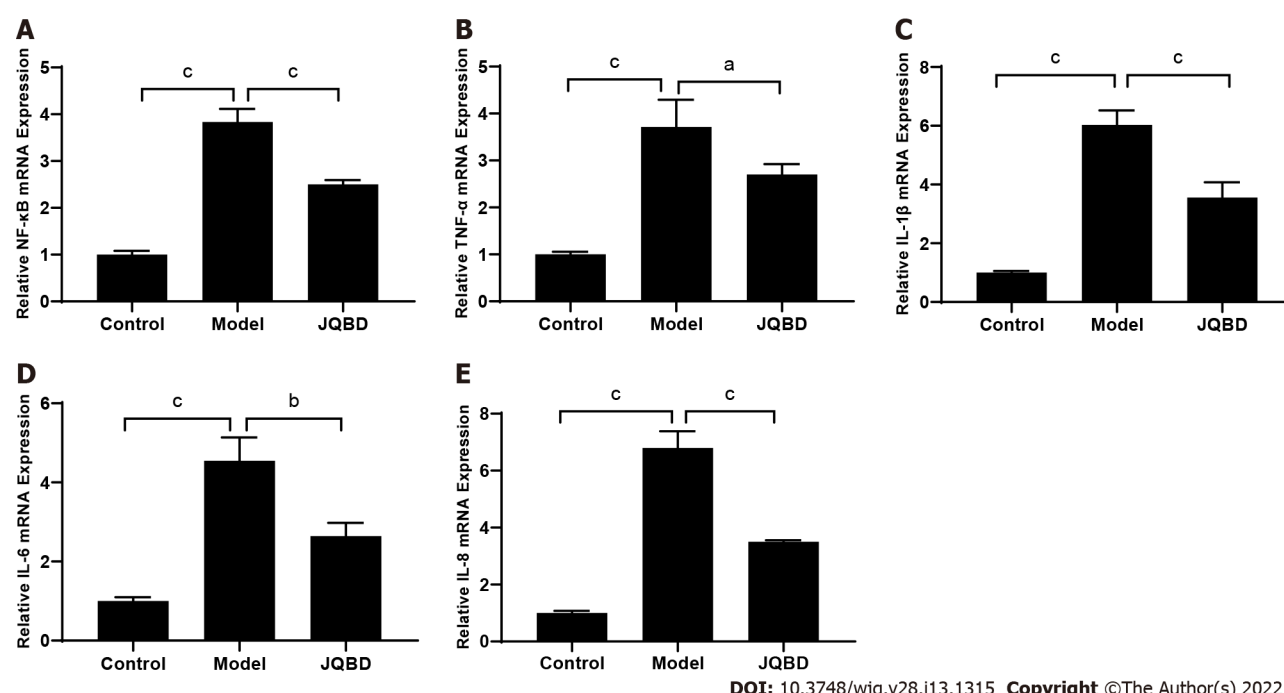 A
Relative NF-κB mRNA Expression
5
4
3
2
1
0
c
c
Control Model JQBD
B
Relative TNF-α mRNA Expression
5
4
3
2
1
0
c
a
Control Model JQBD
C
Relative IL-1β mRNA Expression
8
6
4
2
0
c
c
Control Model JQBD
D
Relative IL-6 mRNA Expression
6
4
2
0
c
b
Control Model JQBD
E
Relative IL-8 mRNA Expression
8
6
4
2
0
c
c
Control Model JQBD
DOI: 10.3748/wjg.v28.i13.1315 Copyright ©The Author(s) 2022